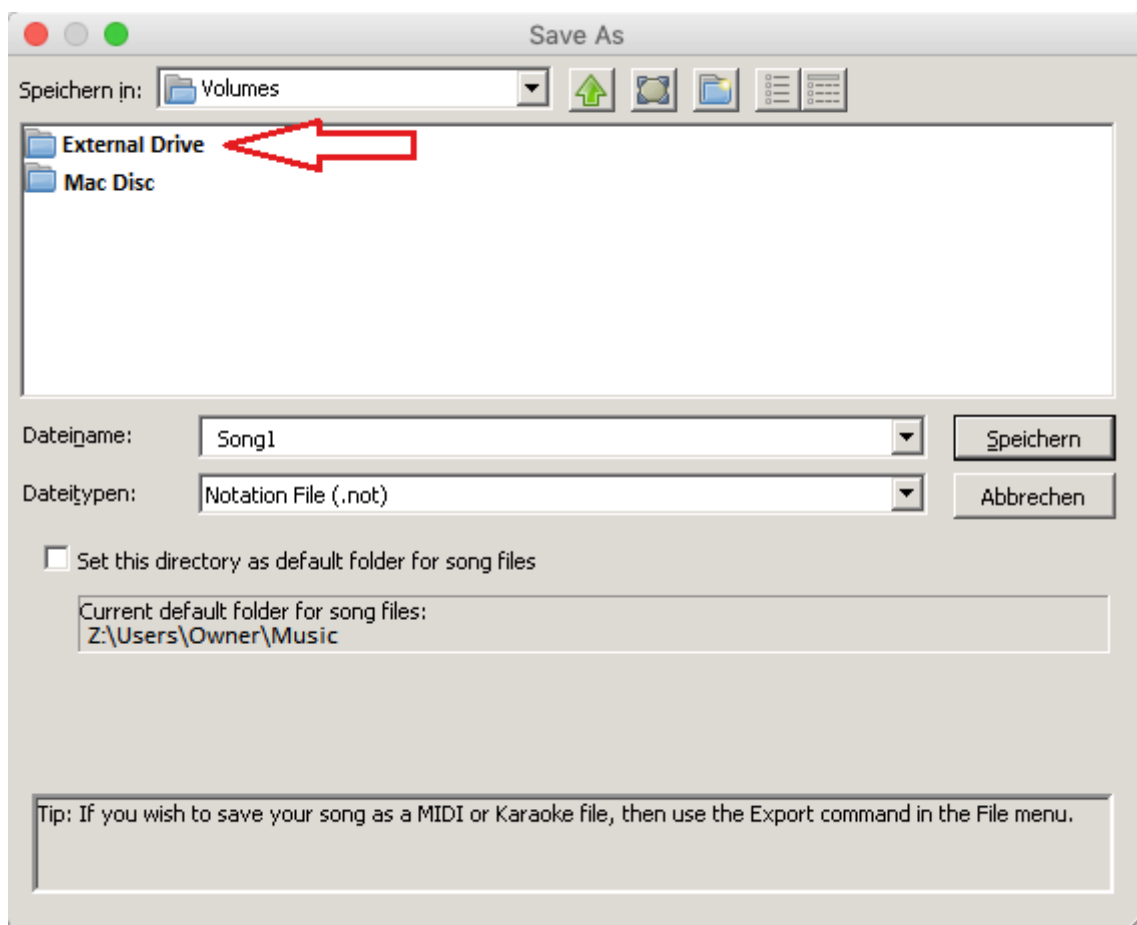 Save As
Speichern in: Volumes
External Drive
Mac Disc
Dateiname: Song1 Speichern
Dateitypen: Notation File (.not) Abbrechen
Set this directory as default folder for song files
Current default folder for song files:
Z:\Users\Owner\Music
Tip: If you wish to save your song as a MIDI or Karaoke file, then use the Export command in the File menu.